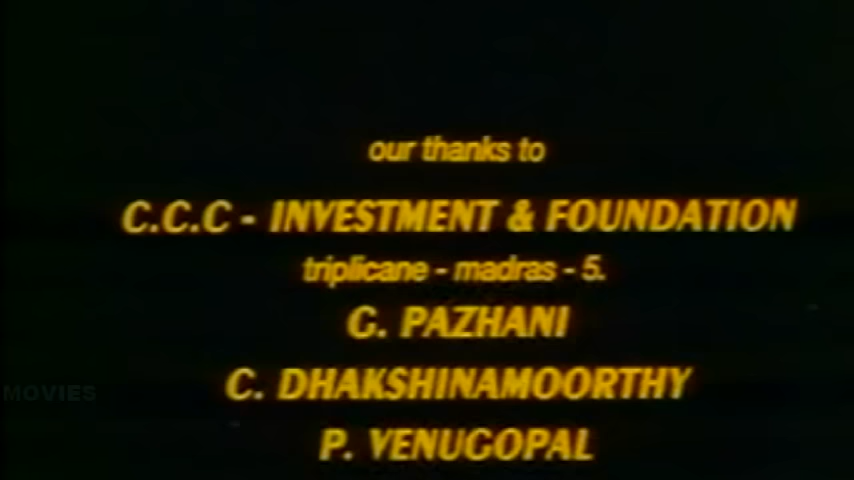 our thanks to
C.C.C - INVESTMENT & FOUNDATION
triplicane - madras - 5.
G. PAZHANI
C. DHAKSHINAMOORTHY
P. VENUGOPAL
MOVIES